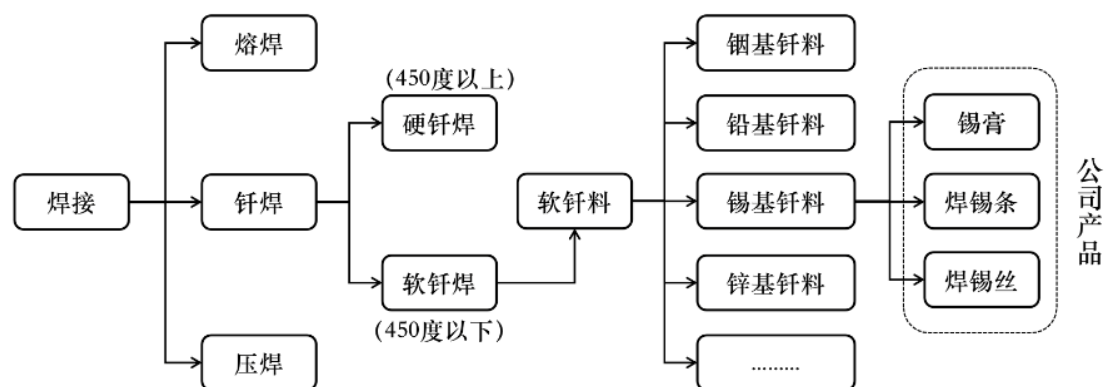 焊接
熔焊
钎焊
压焊
(450度以上)
硬钎焊
软钎焊
(450度以下)
软钎料
铟基钎料
铅基钎料
锡基钎料
锌基钎料
………
锡膏
焊锡条
焊锡丝
公司产品